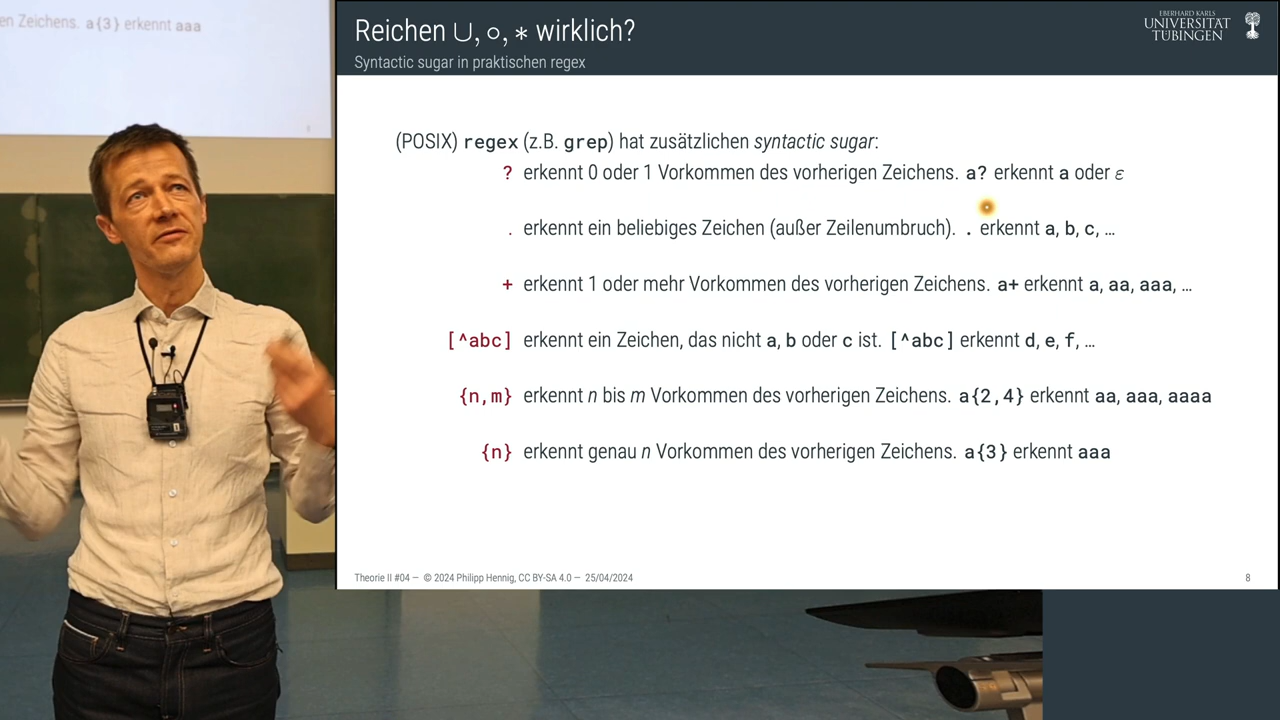 en Zeichens. a{3} erkennt aaa
Reichen ∪, ∘, ∗ wirklich?
Syntactic sugar in praktischen regex
EBERHARD KARLS
UNIVERSITÄT
TÜBINGEN
(POSIX) regex (z.B. grep) hat zusätzlichen syntactic sugar:
? erkennt 0 oder 1 Vorkommen des vorherigen Zeichens. a? erkennt a oder ε
. erkennt ein beliebiges Zeichen (außer Zeilenumbruch). . erkennt a, b, c, …
+ erkennt 1 oder mehr Vorkommen des vorherigen Zeichens. a+ erkennt a, aa, aaa, …
[^abc] erkennt ein Zeichen, das nicht a, b oder c ist. [^abc] erkennt d, e, f, …
{n,m} erkennt n bis m Vorkommen des vorherigen Zeichens. a{2,4} erkennt aa, aaa, aaaa
{n} erkennt genau n Vorkommen des vorherigen Zeichens. a{3} erkennt aaa
Theorie II #04 — © 2024 Philipp Hennig, CC BY-SA 4.0 — 25/04/2024
8